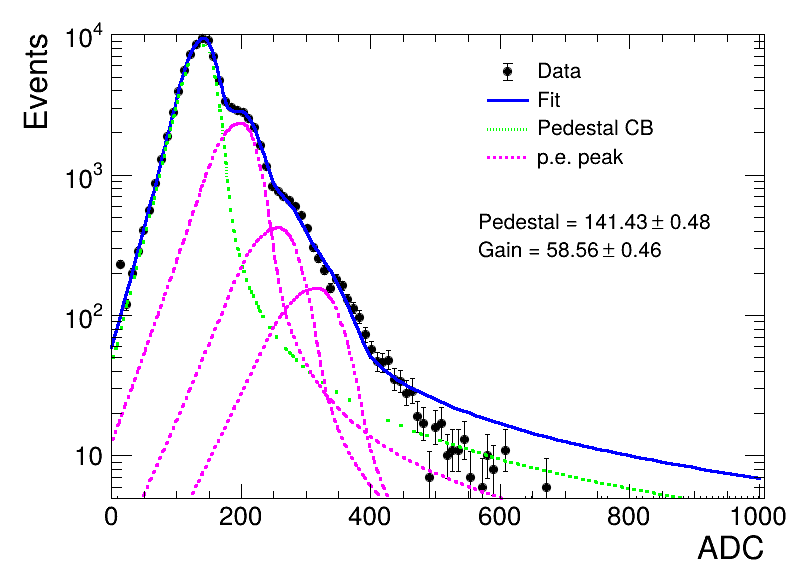 Events
10^4
10^3
10^2
10
Data
Fit
Pedestal CB
p.e. peak
Pedestal = 141.43 ± 0.48
Gain = 58.56 ± 0.46
0 200 400 600 800 1000
ADC